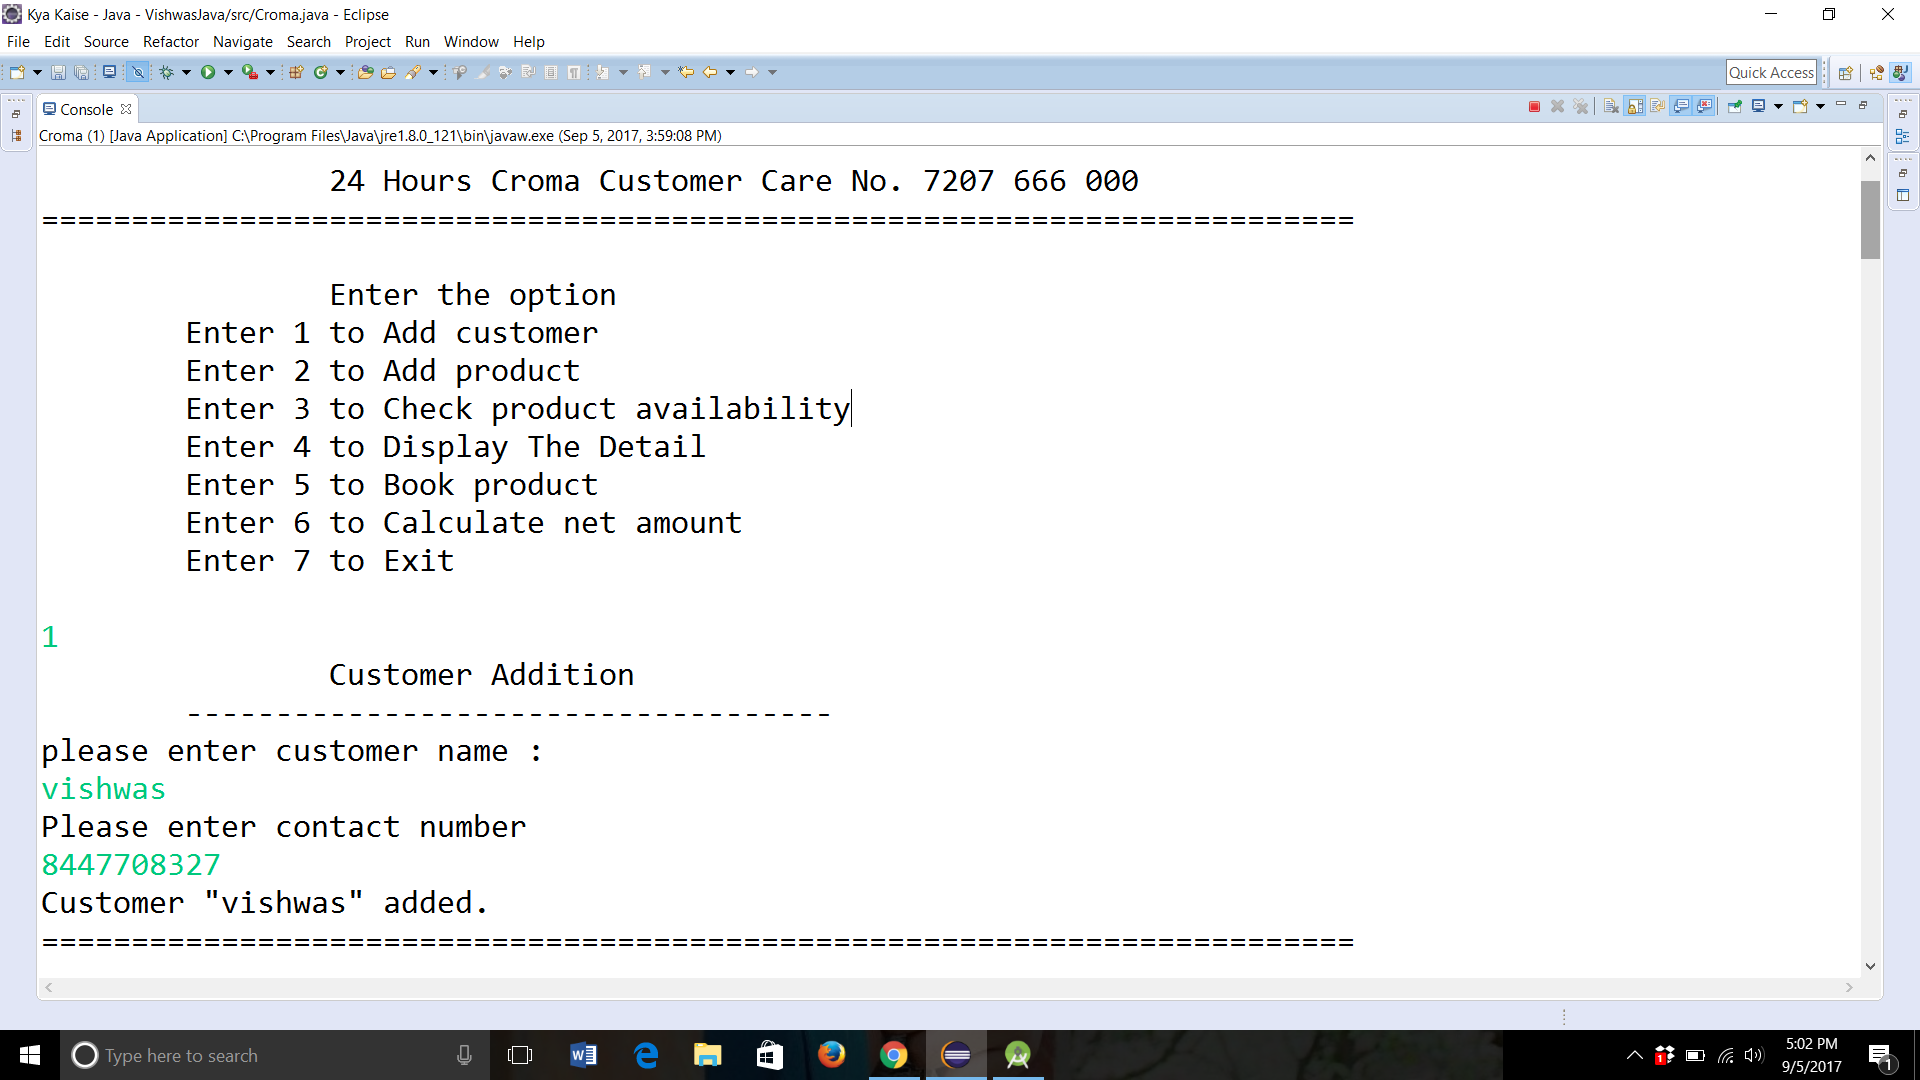 Kya Kaise - Java - VishwasJava/src/Croma.java - Eclipse
File Edit Source Refactor Navigate Search Project Run Window Help
Quick Access
Console
Croma (1) [Java Application] C:\Program Files\Java\jre1.8.0_121\bin\javaw.exe (Sep 5, 2017, 3:59:08 PM)
24 Hours Croma Customer Care No. 7207 666 000
=========================================================================
Enter the option
Enter 1 to Add customer
Enter 2 to Add product
Enter 3 to Check product availability
Enter 4 to Display The Detail
Enter 5 to Book product
Enter 6 to Calculate net amount
Enter 7 to Exit
1
Customer Addition
------------------------------------
please enter customer name :
vishwas
Please enter contact number
8447708327
Customer "vishwas" added.
=========================================================================
Type here to search
5:02 PM
9/5/2017
1
1